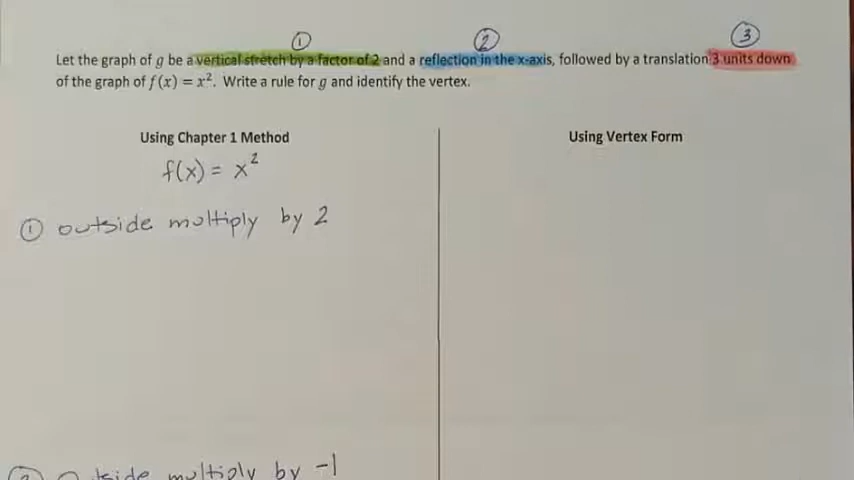 ① ② ③
Let the graph of g be a vertical stretch by a factor of 2 and a reflection in the x-axis, followed by a translation 3 units down
of the graph of f(x) = x². Write a rule for g and identify the vertex.
Using Chapter 1 Method
Using Vertex Form
f(x) = x²
① outside multiply by 2
multiply by -1